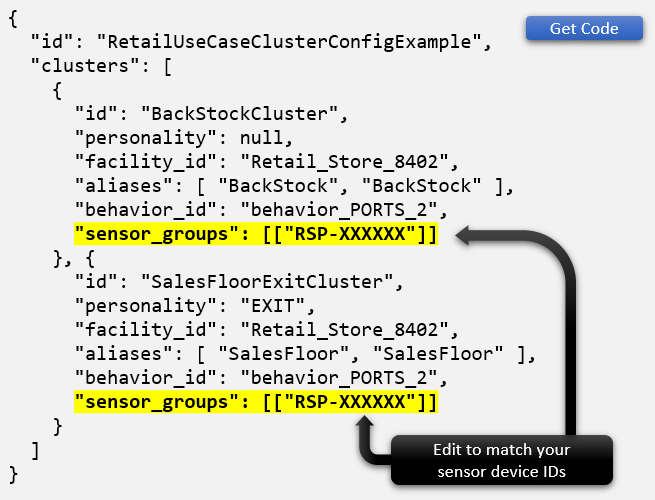 {
Get Code
"id": "RetailUseCaseClusterConfigExample",
"clusters": [
{
"id": "BackStockCluster",
"personality": null,
"facility_id": "Retail_Store_8402",
"aliases": [ "BackStock", "BackStock" ],
"behavior_id": "behavior_PORTS_2",
"sensor_groups": [["RSP-XXXXXX"]]
}, {
"id": "SalesFloorExitCluster",
"personality": "EXIT",
"facility_id": "Retail_Store_8402",
"aliases": [ "SalesFloor", "SalesFloor" ],
"behavior_id": "behavior_PORTS_2",
"sensor_groups": [["RSP-XXXXXX"]]
}
]
}
Edit to match your
sensor device IDs